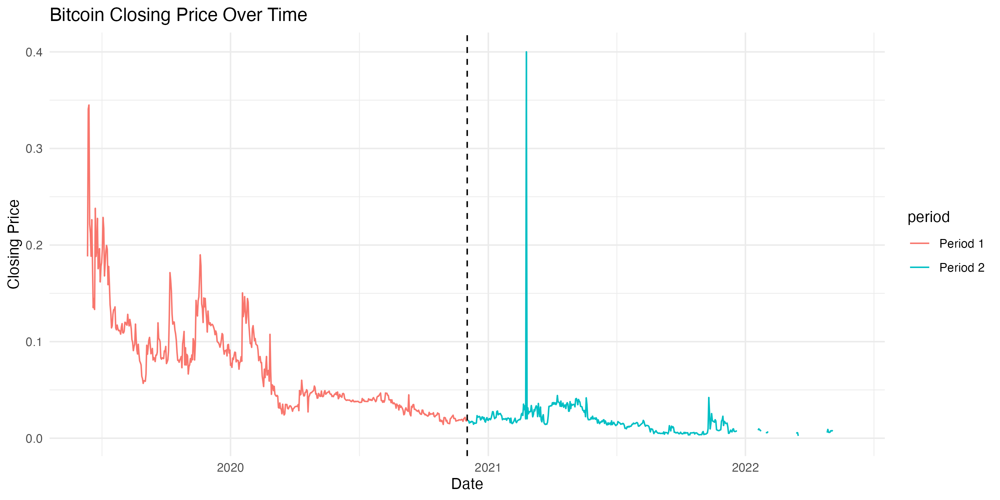 Bitcoin Closing Price Over Time
Closing Price
0.4
0.3
0.2
0.1
0.0
2020
2021
2022
Date
period
Period 1
Period 2